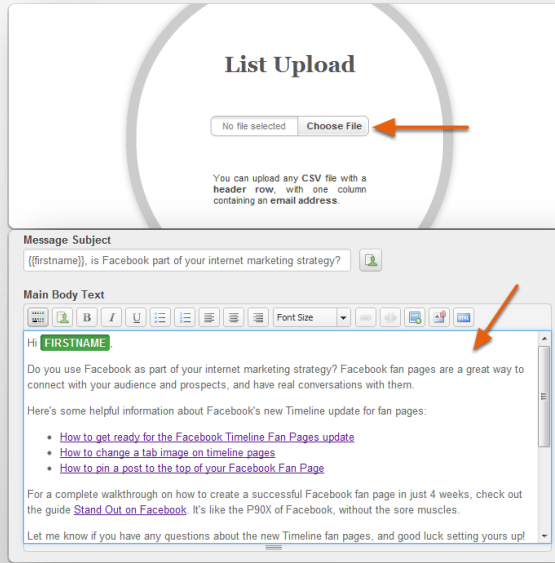 List Upload
No file selected Choose File
You can upload any CSV file with a
header row, with one column
containing an email address.
Message Subject
{{firstname}}, is Facebook part of your internet marketing strategy?
Main Body Text
B I U Font Size
Hi FIRSTNAME,
Do you use Facebook as part of your internet marketing strategy? Facebook fan pages are a great way to
connect with your audience and prospects, and have real conversations with them.
Here's some helpful information about Facebook's new Timeline update for fan pages:
• How to get ready for the Facebook Timeline Fan Pages update
• How to change a tab image on timeline pages
• How to pin a post to the top of your Facebook Fan Page
For a complete walkthrough on how to create a successful Facebook fan page in just 4 weeks, check out
the guide Stand Out on Facebook. It's like the P90X of Facebook, without the sore muscles.
Let me know if you have any questions about the new Timeline fan pages, and good luck setting yours up!